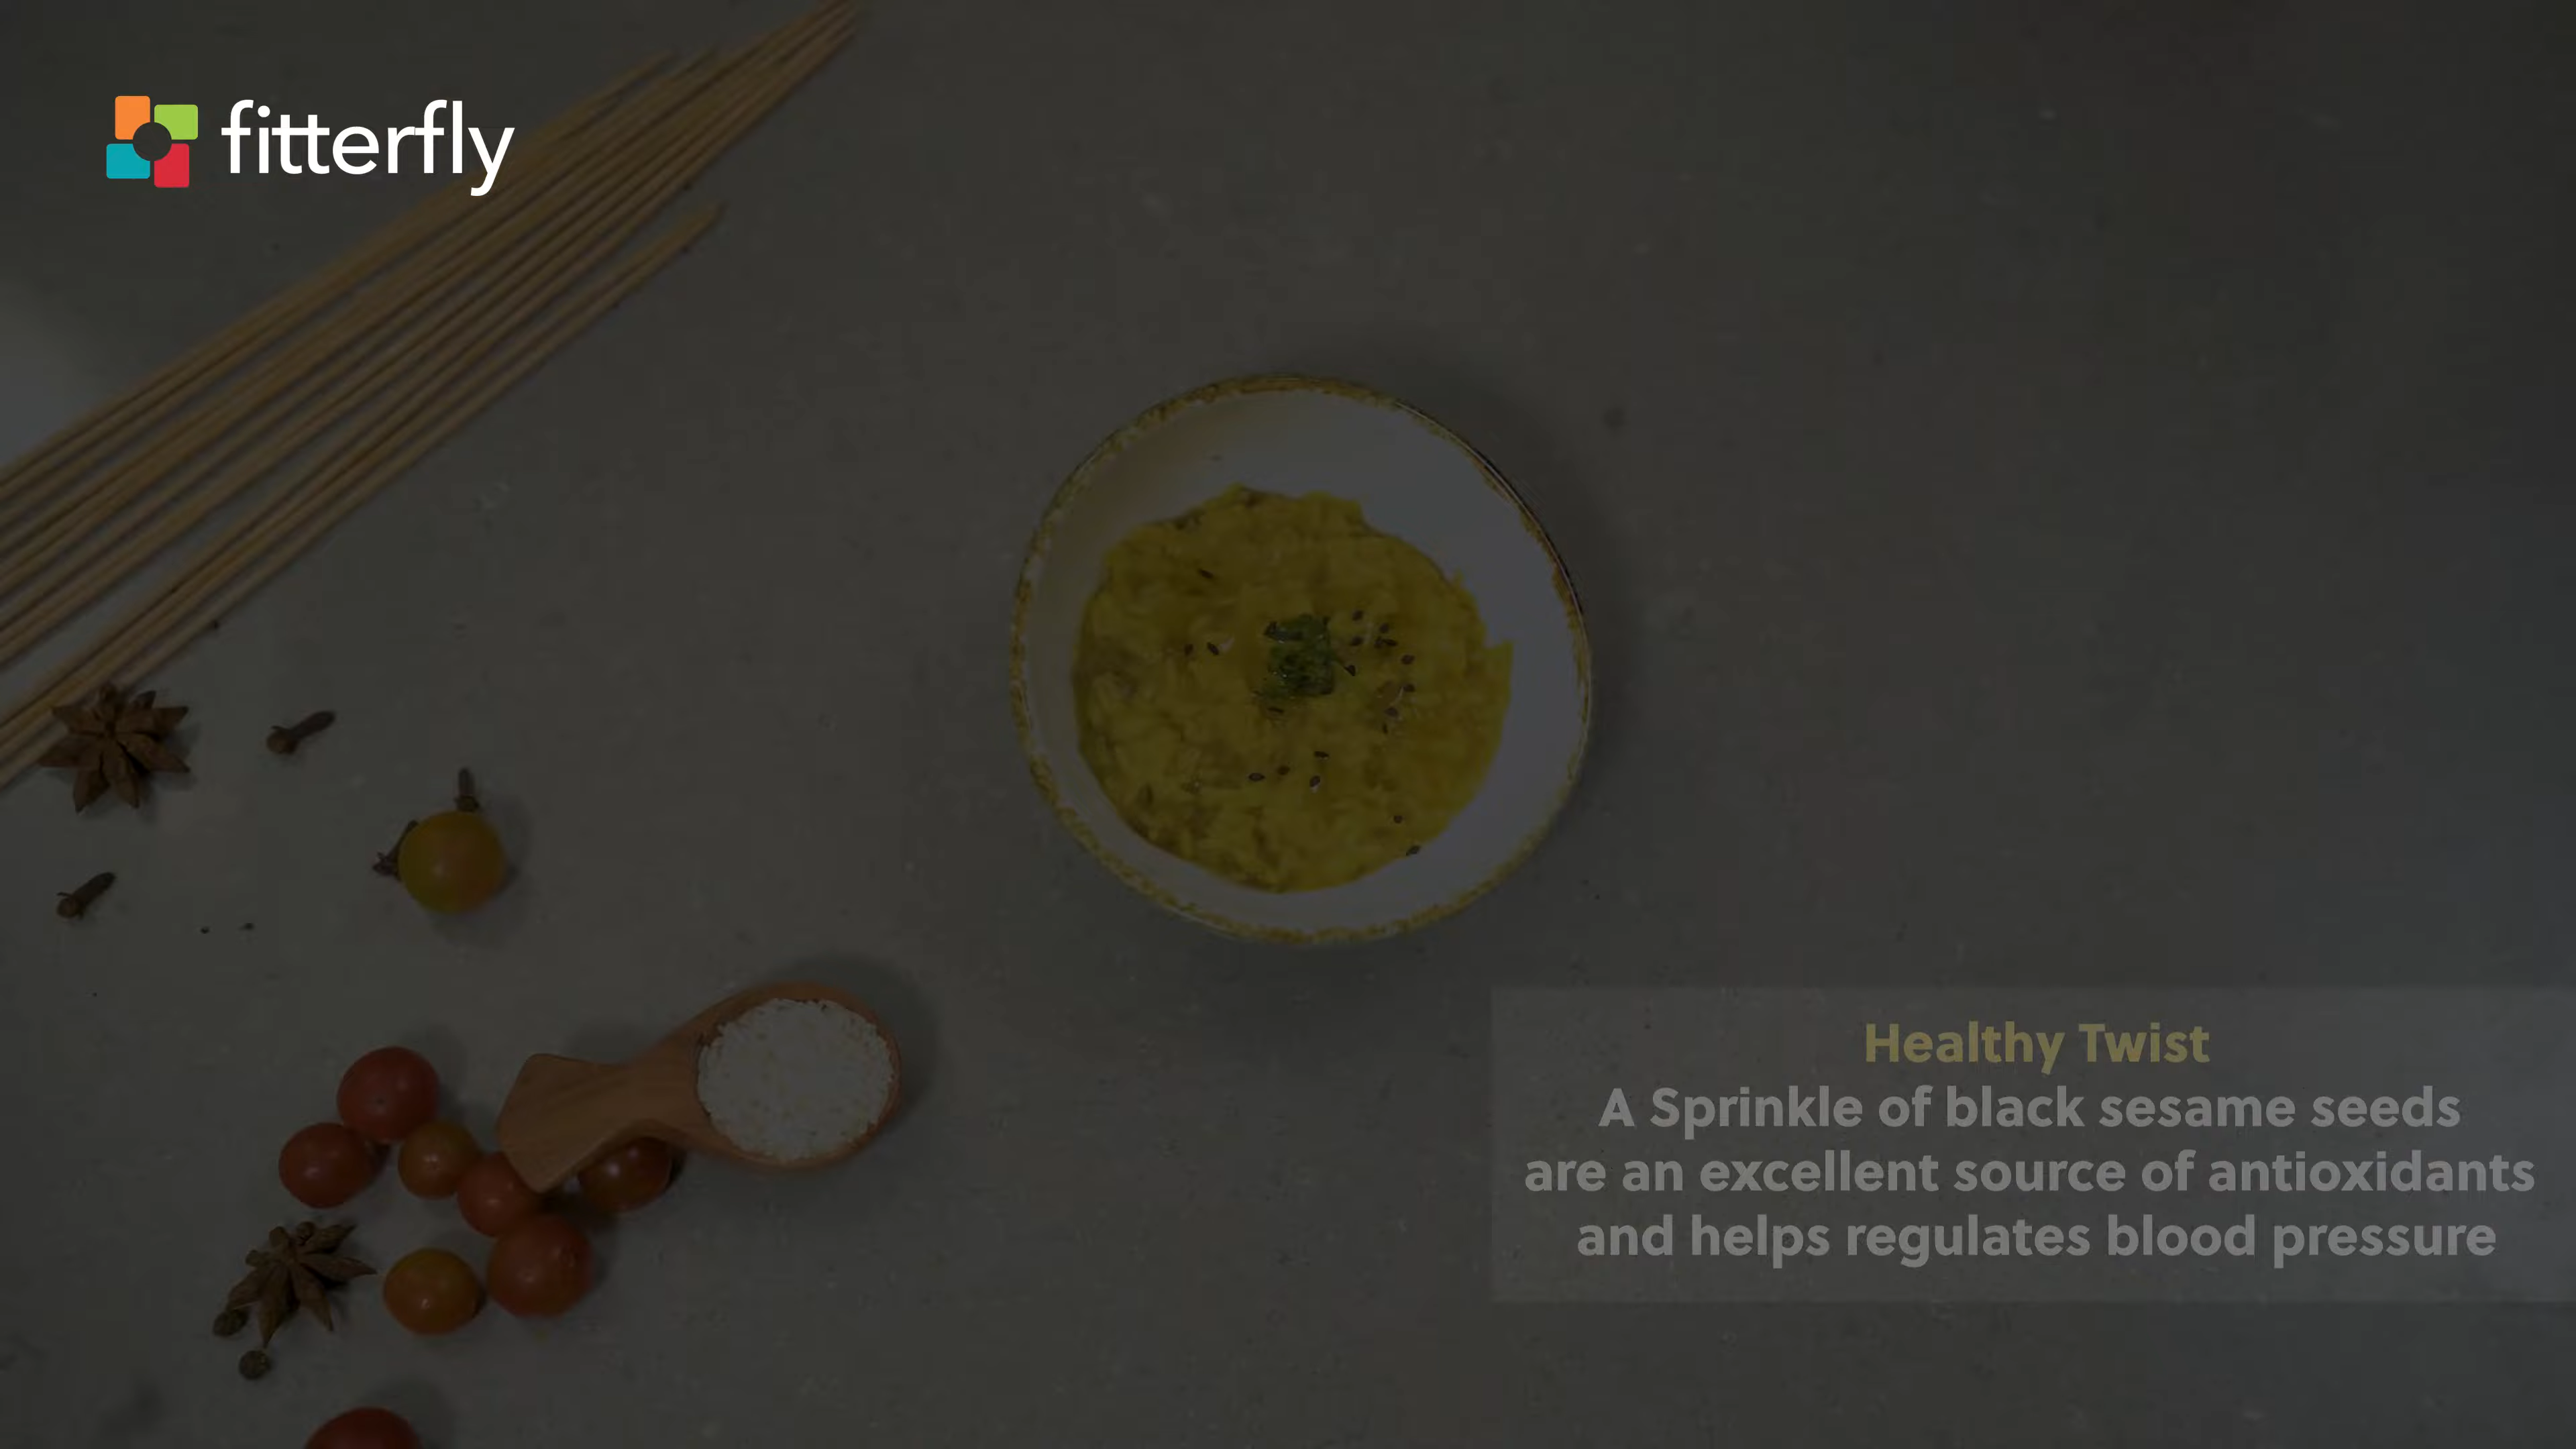 fitterfly
Healthy Twist
A Sprinkle of black sesame seeds
are an excellent source of antioxidants
and helps regulates blood pressure